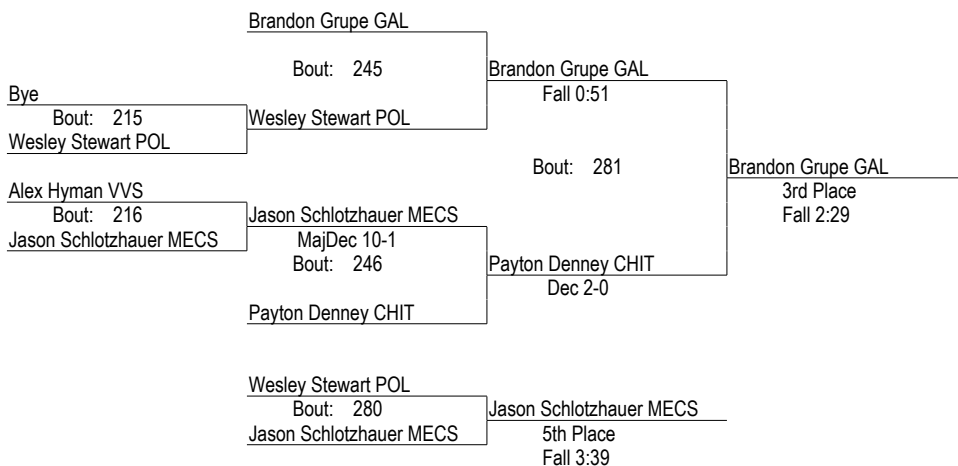 Brandon Grupe GAL
Bout: 245
Brandon Grupe GAL
Fall 0:51
Bye
Bout: 215
Wesley Stewart POL
Wesley Stewart POL
Bout: 281
Brandon Grupe GAL
3rd Place
Fall 2:29
Alex Hyman VVS
Bout: 216
Jason Schlotzhauer MECS
Jason Schlotzhauer MECS
MajDec 10-1
Bout: 246
Payton Denney CHIT
Dec 2-0
Payton Denney CHIT
Wesley Stewart POL
Bout: 280
Jason Schlotzhauer MECS
Jason Schlotzhauer MECS
5th Place
Fall 3:39